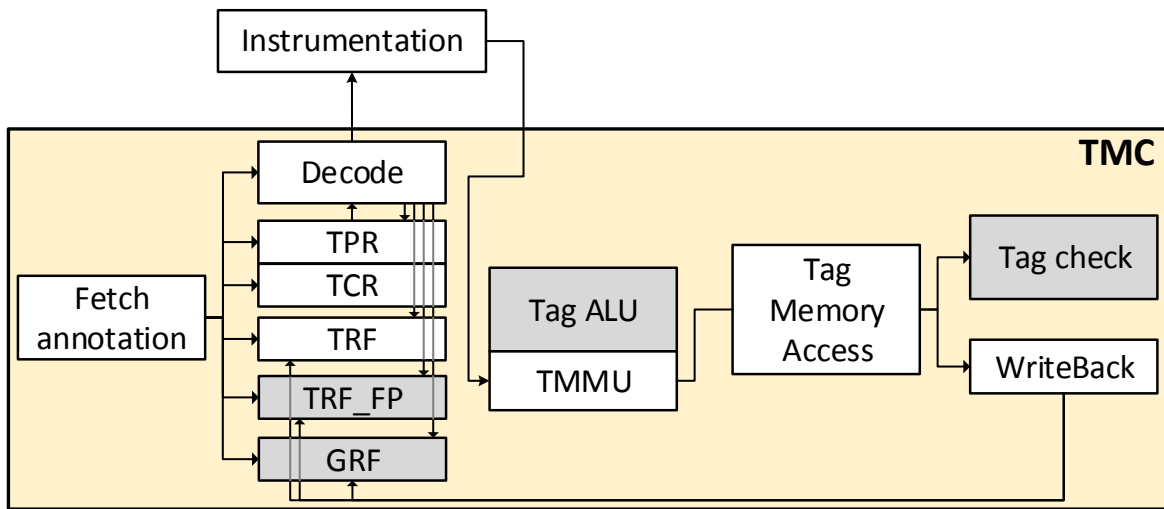 Instrumentation
TMC
Decode
TPR
TCR
Fetch
annotation
TRF
TRF_FP
GRF
Tag ALU
TMMU
Tag
Memory
Access
Tag check
WriteBack